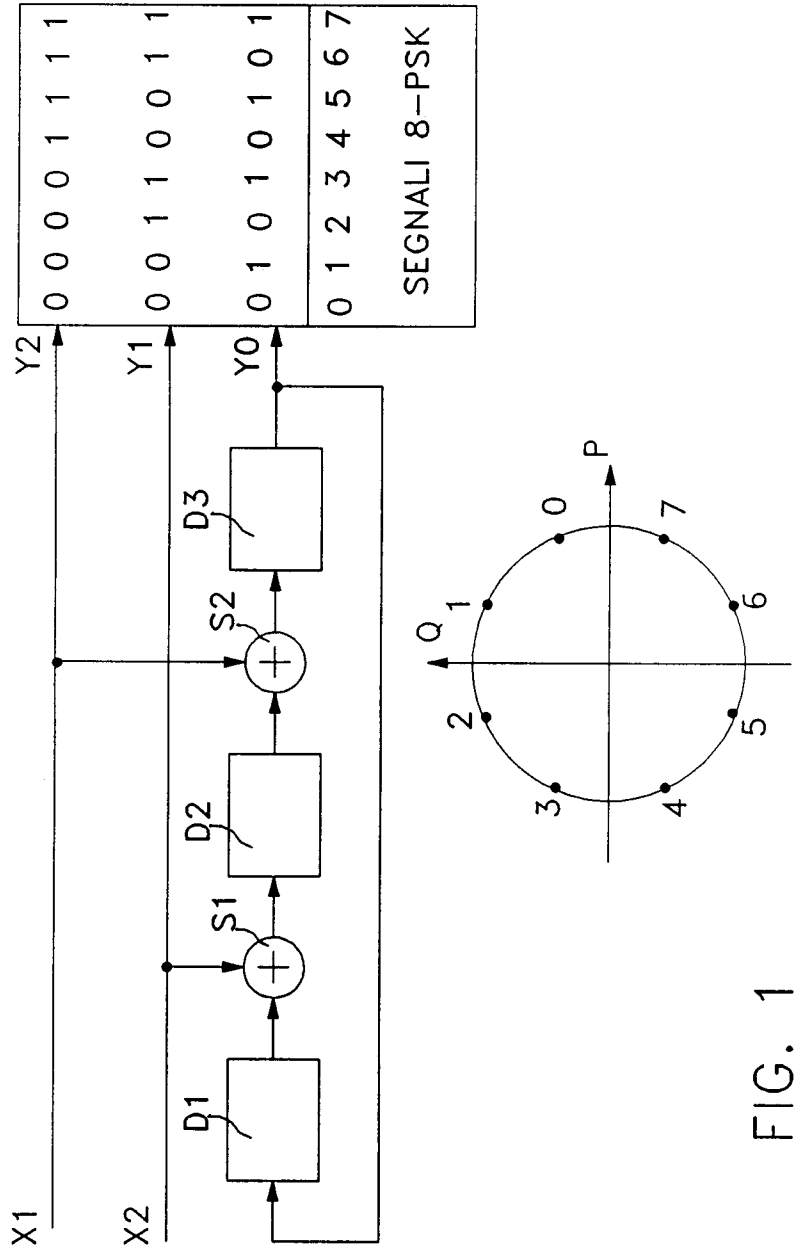 X1
Y2
0 0 0 0 1 1 1 1
X2
Y1
0 0 1 1 0 0 1 1
D1
S1
D2
S2
D3
Y0
0 1 0 1 0 1 0 1
0 1 2 3 4 5 6 7
SEGNALI 8-PSK
Q
P
2
1
3
0
4
7
5
6
FIG. 1